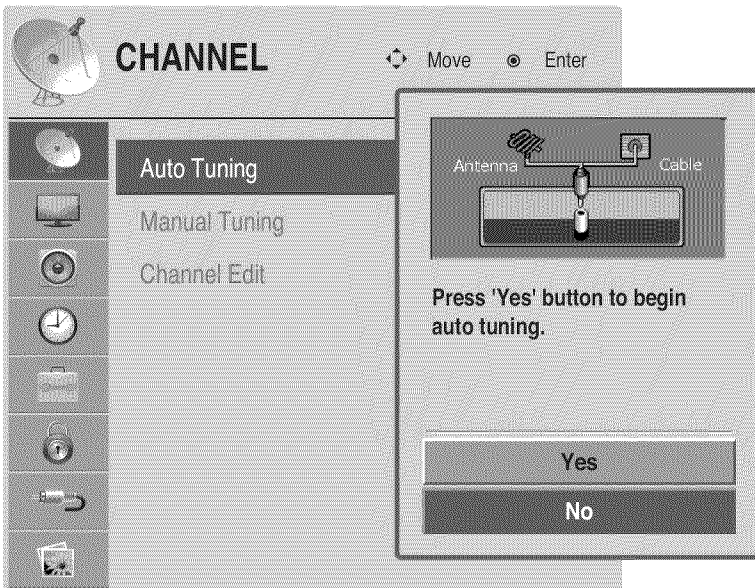 CHANNEL
Move Enter
Auto Tuning
Manual Tuning
Channel Edit
Antenna Cable
Press 'Yes' button to begin
auto tuning.
Yes
No